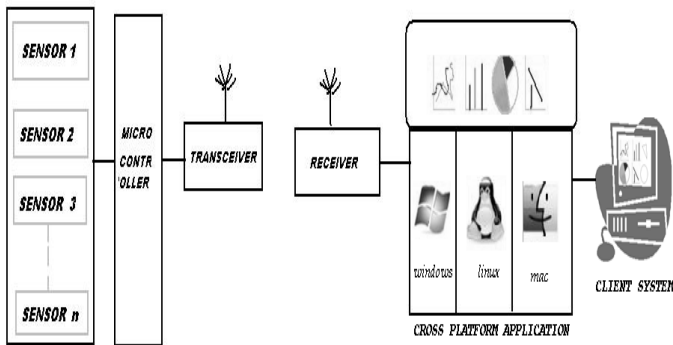 SENSOR 1
SENSOR 2
SENSOR 3
SENSOR n
MICRO
CONTR
'OLLER
TRANSCEIVER
RECEIVER
windows
linux
mac
CROSS PLATFORM APPLICATION
CLIENT SYSTEM